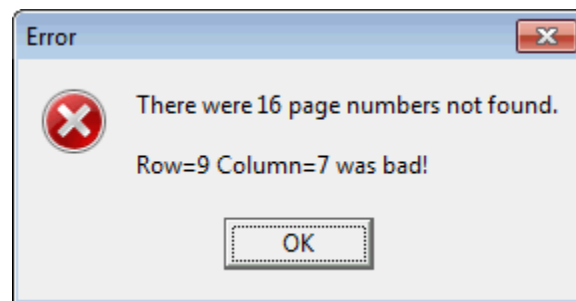 Error
There were 16 page numbers not found.
Row=9 Column=7 was bad!
OK